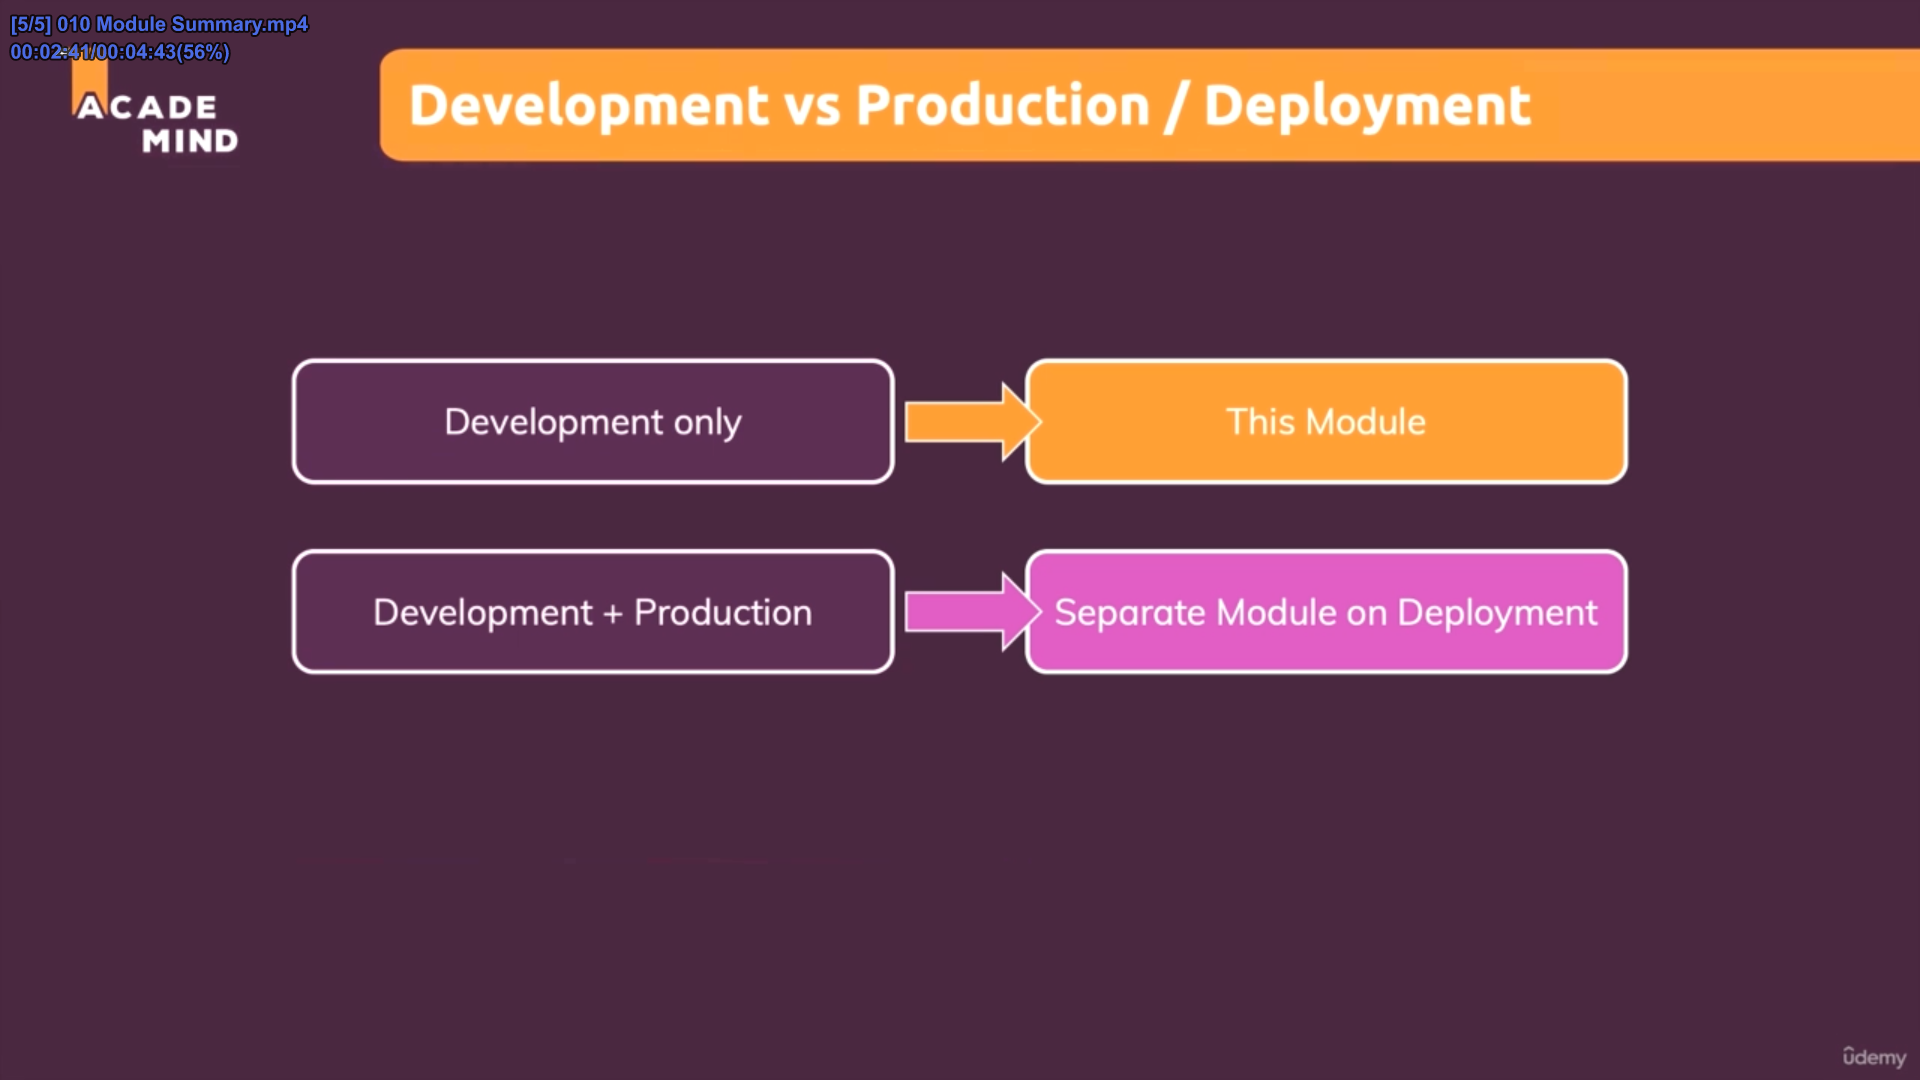 [5/5] 010 Module Summary.mp4
00:02:41/00:04:43(56%)
ACADE
MIND
Development vs Production / Deployment
Development only
This Module
Development + Production
Separate Module on Deployment
ûdemy